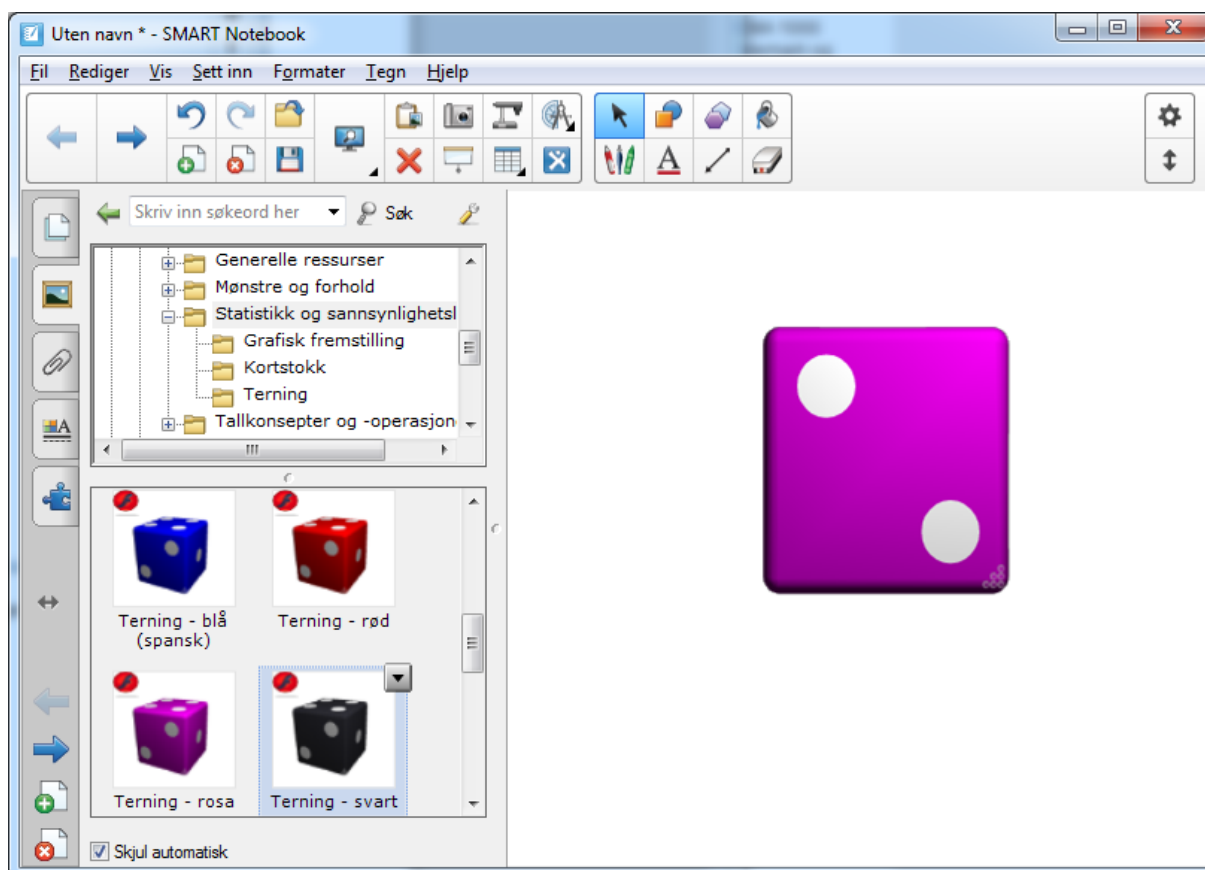 Uten navn * - SMART Notebook
Fil Rediger Vis Sett inn Formater Tegn Hjelp
Skriv inn søkeord her Søk
Generelle ressurser
Mønstre og forhold
Statistikk og sannsynlighetsl
Grafisk fremstilling
Kortstokk
Terning
Tallkonsepter og -operasjon
Terning - blå
(spansk)
Terning - rød
Terning - rosa
Terning - svart
Skjul automatisk